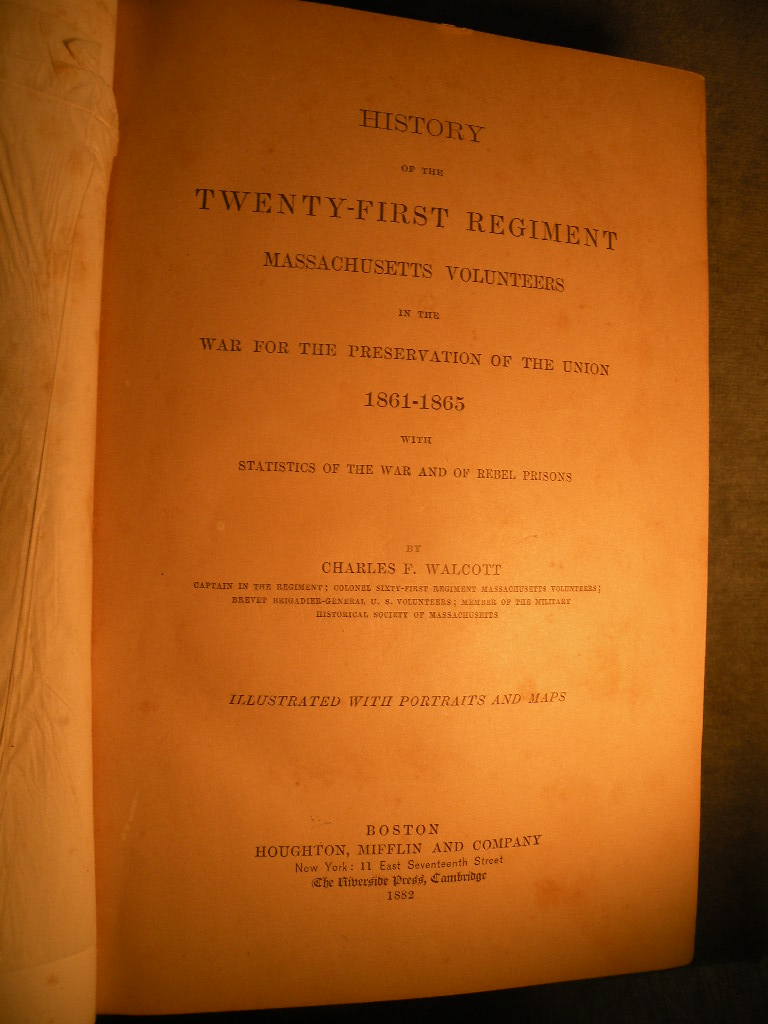 HISTORY
OF THE
TWENTY-FIRST REGIMENT
MASSACHUSETTS VOLUNTEERS
IN THE
WAR FOR THE PRESERVATION OF THE UNION
1861-1865
WITH
STATISTICS OF THE WAR AND OF REBEL PRISONS
BY
CHARLES F. WALCOTT
CAPTAIN IN THE REGIMENT; COLONEL SIXTY-FIRST REGIMENT MASSACHUSETTS VOLUNTEERS;
BREVET BRIGADIER-GENERAL U. S. VOLUNTEERS; MEMBER OF THE MILITARY
HISTORICAL SOCIETY OF MASSACHUSETTS
ILLUSTRATED WITH PORTRAITS AND MAPS
BOSTON
HOUGHTON, MIFFLIN AND COMPANY
New York: 11 East Seventeenth Street
The Riverside Press, Cambridge
1882